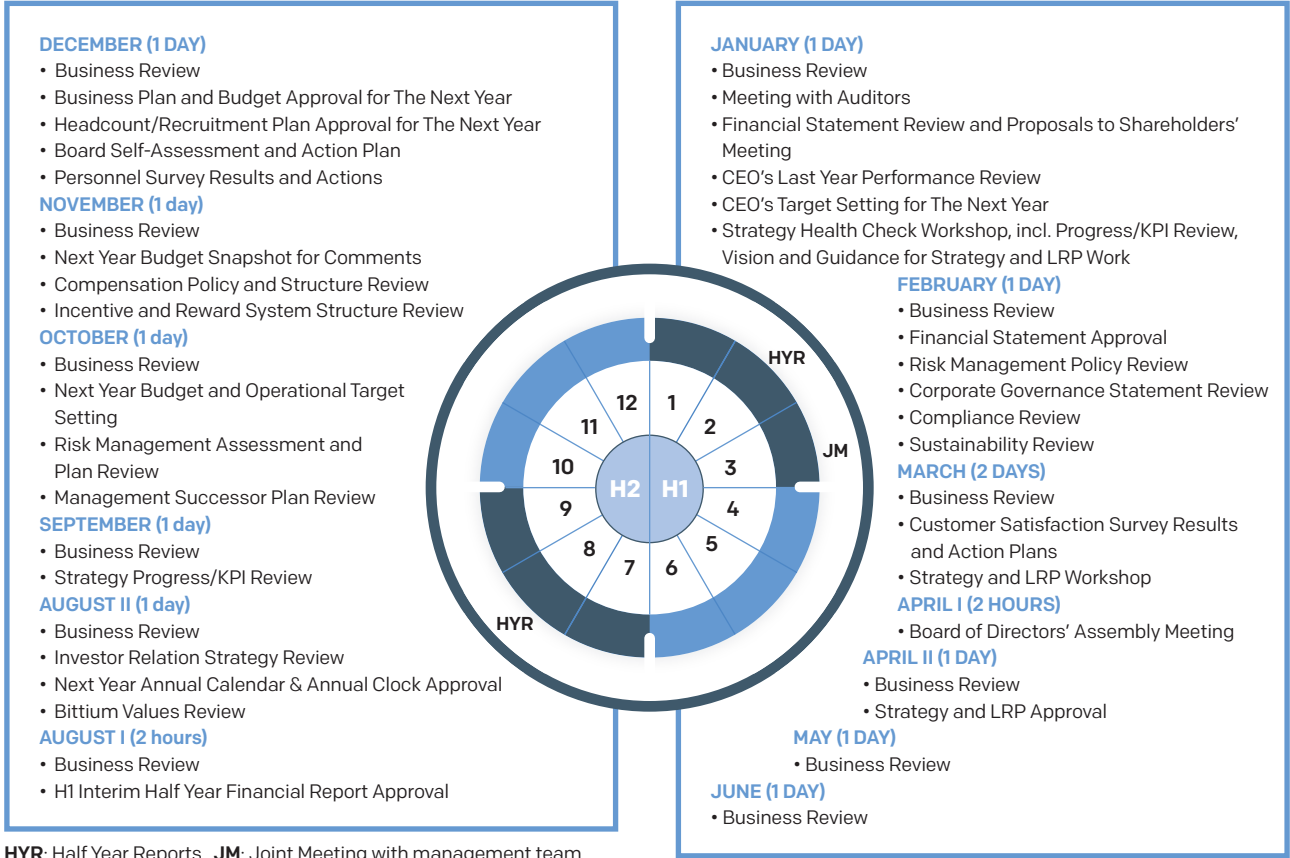 DECEMBER (1 DAY)
• Business Review
• Business Plan and Budget Approval for The Next Year
• Headcount/Recruitment Plan Approval for The Next Year
• Board Self-Assessment and Action Plan
• Personnel Survey Results and Actions
NOVEMBER (1 day)
• Business Review
• Next Year Budget Snapshot for Comments
• Compensation Policy and Structure Review
• Incentive and Reward System Structure Review
OCTOBER (1 day)
• Business Review
• Next Year Budget and Operational Target
Setting
• Risk Management Assessment and
Plan Review
• Management Successor Plan Review
SEPTEMBER (1 day)
• Business Review
• Strategy Progress/KPI Review
AUGUST II (1 day)
• Business Review
• Investor Relation Strategy Review
• Next Year Annual Calendar & Annual Clock Approval
• Bittium Values Review
AUGUST I (2 hours)
• Business Review
• H1 Interim Half Year Financial Report Approval
HYR
JM
12 1
11 2
10 3
H2 H1
9 4
8 5
7 6
HYR
JANUARY (1 DAY)
• Business Review
• Meeting with Auditors
• Financial Statement Review and Proposals to Shareholders'
Meeting
• CEO's Last Year Performance Review
• CEO's Target Setting for The Next Year
• Strategy Health Check Workshop, incl. Progress/KPI Review,
Vision and Guidance for Strategy and LRP Work
FEBRUARY (1 DAY)
• Business Review
• Financial Statement Approval
• Risk Management Policy Review
• Corporate Governance Statement Review
• Compliance Review
• Sustainability Review
MARCH (2 DAYS)
• Business Review
• Customer Satisfaction Survey Results
and Action Plans
• Strategy and LRP Workshop
APRIL I (2 HOURS)
• Board of Directors' Assembly Meeting
APRIL II (1 DAY)
• Business Review
• Strategy and LRP Approval
MAY (1 DAY)
• Business Review
JUNE (1 DAY)
• Business Review
HYR: Half Year Reports JM: Joint Meeting with management team